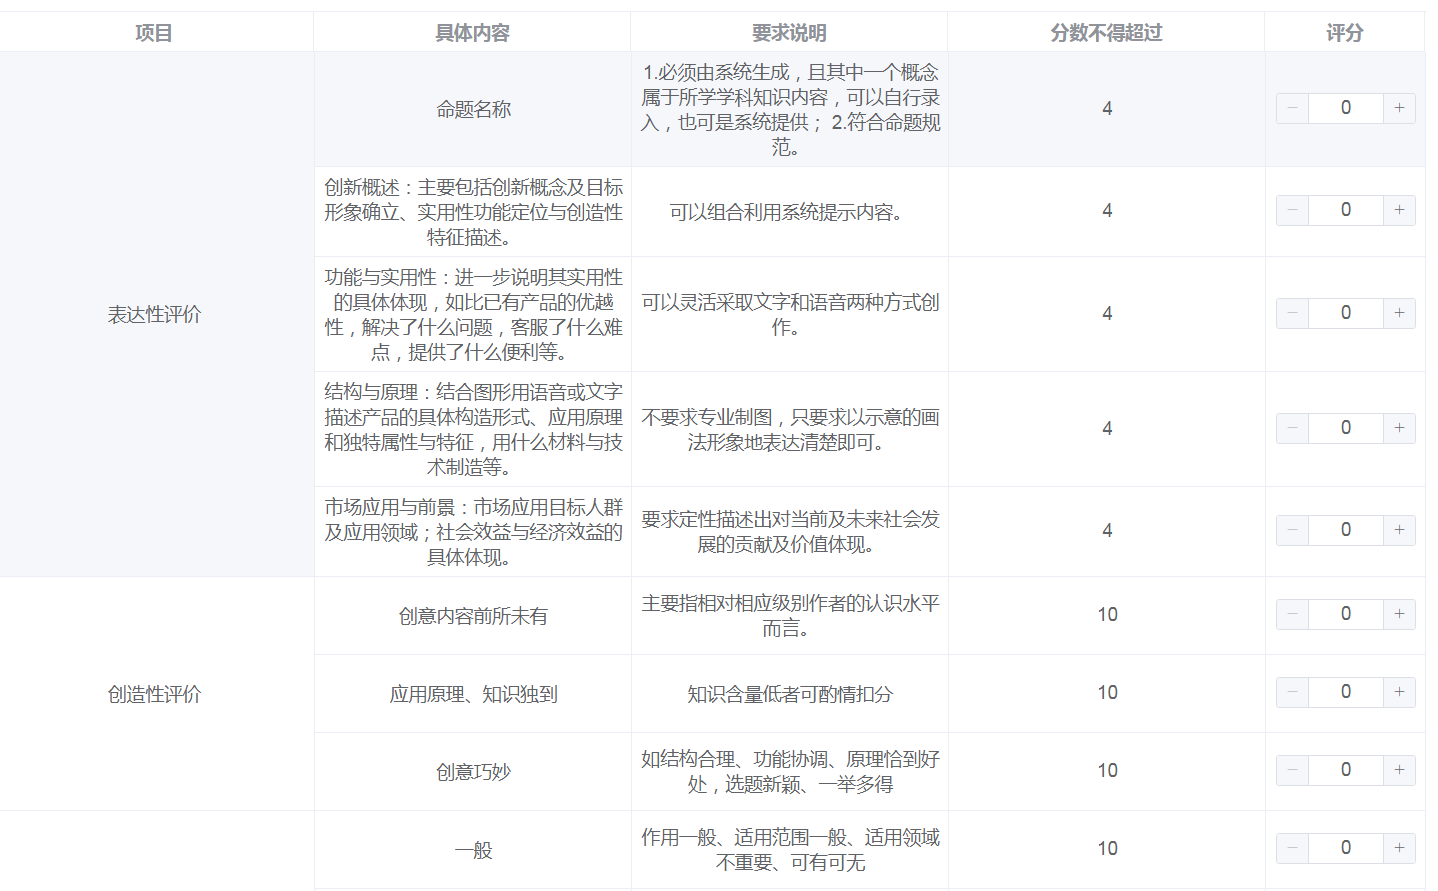 项目
具体内容
要求说明
分数不得超过
评分
表达性评价
命题名称
1.必须由系统生成，且其中一个概念
属于所学学科知识内容，可以自行录
入，也可是系统提供； 2.符合命题规
范。
4
0
创新概述：主要包括创新概念及目标
形象确立、实用性功能定位与创造性
特征描述。
可以组合利用系统提示内容。
4
0
功能与实用性：进一步说明其实用性
的具体体现，如比已有产品的优越
性，解决了什么问题，客服了什么难
点，提供了什么便利等。
可以灵活采取文字和语音两种方式创
作。
4
0
结构与原理：结合图形用语音或文字
描述产品的具体构造形式、应用原理
和独特属性与特征，用什么材料与技
术制造等。
不要求专业制图，只要求以示意的画
法形象地表达清楚即可。
4
0
市场应用与前景：市场应用目标人群
及应用领域；社会效益与经济效益的
具体体现。
要求定性描述出对当前及未来社会发
展的贡献及价值体现。
4
0
创造性评价
创意内容前所未有
主要指相对相应级别作者的认识水平
而言。
10
0
应用原理、知识独到
知识含量低者可酌情扣分
10
0
创意巧妙
如结构合理、功能协调、原理恰到好
处，选题新颖、一举多得
10
0
一般
作用一般、适用范围一般、适用领域
不重要、可有可无
10
0